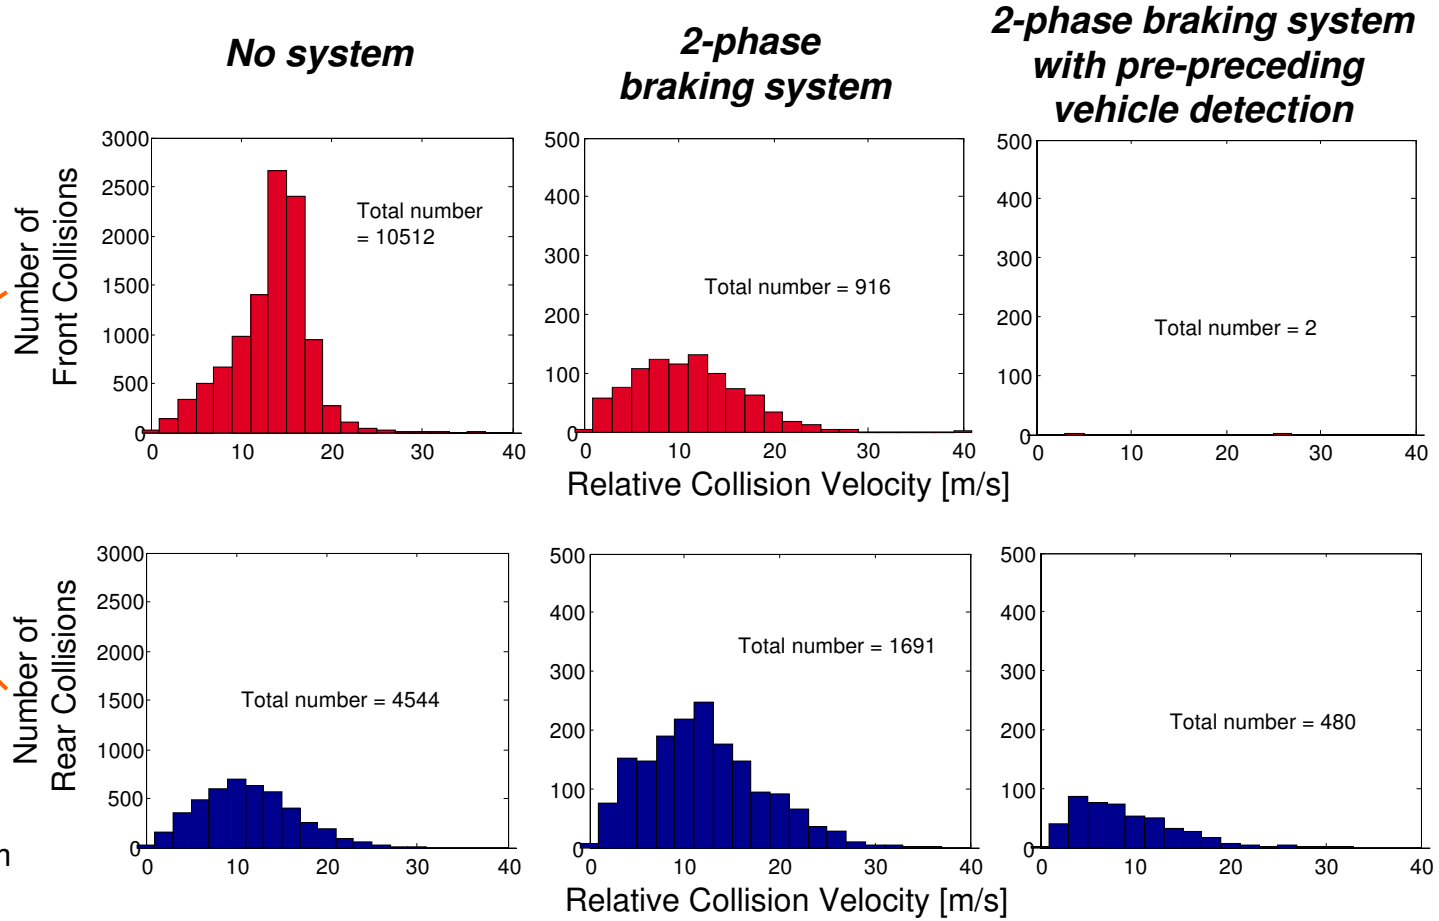 No system
2-phase
braking system
2-phase braking system
with pre-preceding
vehicle detection
Number of
Front Collisions
3000
2500
2000
1500
1000
500
0
Total number
= 10512
0 10 20 30 40
500
400
300
200
100
0
Total number = 916
0 10 20 30 40
500
400
300
200
100
0
Total number = 2
0 10 20 30 40
Relative Collision Velocity [m/s]
Number of
Rear Collisions
3000
2500
2000
1500
1000
500
0
Total number = 4544
0 10 20 30 40
500
400
300
200
100
0
Total number = 1691
0 10 20 30 40
500
400
300
200
100
0
Total number = 480
0 10 20 30 40
Relative Collision Velocity [m/s]